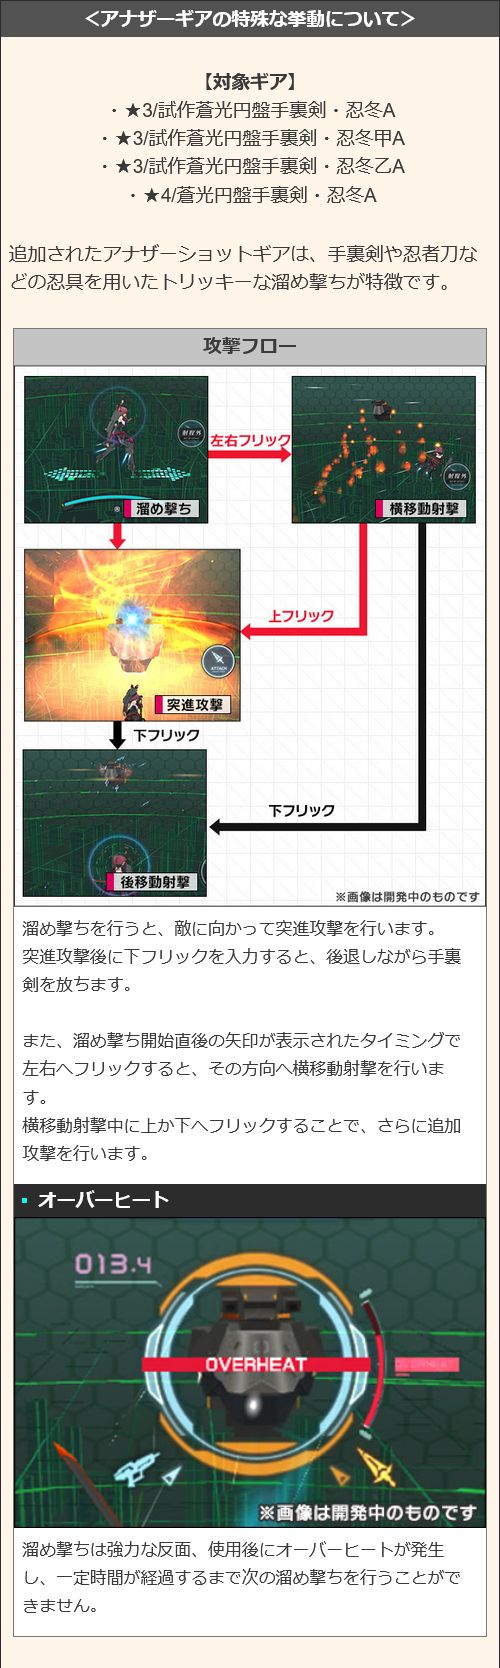 ＜アナザーギアの特殊な挙動について＞
【対象ギア】
・★3/試作蒼光円盤手裏剣・忍冬A
・★3/試作蒼光円盤手裏剣・忍冬甲A
・★3/試作蒼光円盤手裏剣・忍冬乙A
・★4/蒼光円盤手裏剣・忍冬A
追加されたアナザーショットギアは、手裏剣や忍者刀な
どの忍具を用いたトリッキーな溜め撃ちが特徴です。
攻撃フロー
射程外
左右フリック
射程外
溜め撃ち
横移動射撃
上フリック
ATTACH
突進攻撃
下フリック
下フリック
後移動射撃
※画像は開発中のものです
溜め撃ちを行うと、敵に向かって突進攻撃を行います。
突進攻撃後に下フリックを入力すると、後退しながら手裏
剣を放ちます。
また、溜め撃ち開始直後の矢印が表示されたタイミングで
左右へフリックすると、その方向へ横移動射撃を行いま
す。
横移動射撃中に上か下へフリックすることで、さらに追加
攻撃を行います。
オーバーヒート
013.4
OVERHEAT
OVERHEAT
※画像は開発中のものです
溜め撃ちは強力な反面、使用後にオーバーヒートが発生
し、一定時間が経過するまで次の溜め撃ちを行うことがで
きません。